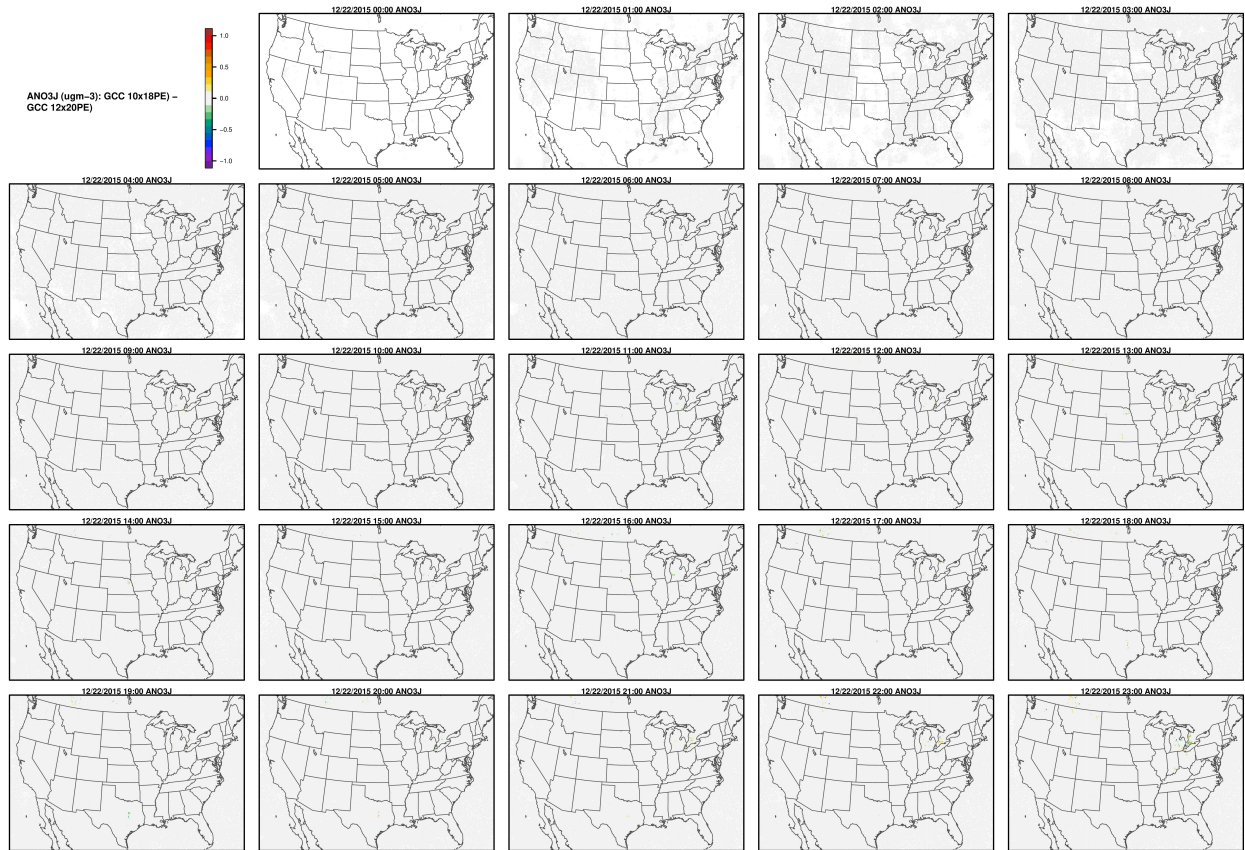 12/22/2015 00:00 ANO3J
12/22/2015 01:00 ANO3J
12/22/2015 02:00 ANO3J
12/22/2015 03:00 ANO3J
ANO3J (ugm−3): GCC 10x18PE) −
GCC 12x20PE)
1.0
0.5
0.0
−0.5
−1.0
12/22/2015 04:00 ANO3J
12/22/2015 05:00 ANO3J
12/22/2015 06:00 ANO3J
12/22/2015 07:00 ANO3J
12/22/2015 08:00 ANO3J
12/22/2015 09:00 ANO3J
12/22/2015 10:00 ANO3J
12/22/2015 11:00 ANO3J
12/22/2015 12:00 ANO3J
12/22/2015 13:00 ANO3J
12/22/2015 14:00 ANO3J
12/22/2015 15:00 ANO3J
12/22/2015 16:00 ANO3J
12/22/2015 17:00 ANO3J
12/22/2015 18:00 ANO3J
12/22/2015 19:00 ANO3J
12/22/2015 20:00 ANO3J
12/22/2015 21:00 ANO3J
12/22/2015 22:00 ANO3J
12/22/2015 23:00 ANO3J